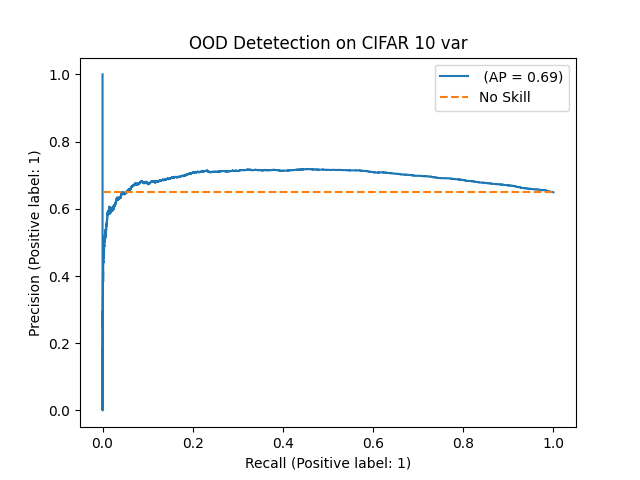 OOD Detetection on CIFAR 10 var
(AP = 0.69)
No Skill
Precision (Positive label: 1)
1.0
0.8
0.6
0.4
0.2
0.0
0.0 0.2 0.4 0.6 0.8 1.0
Recall (Positive label: 1)